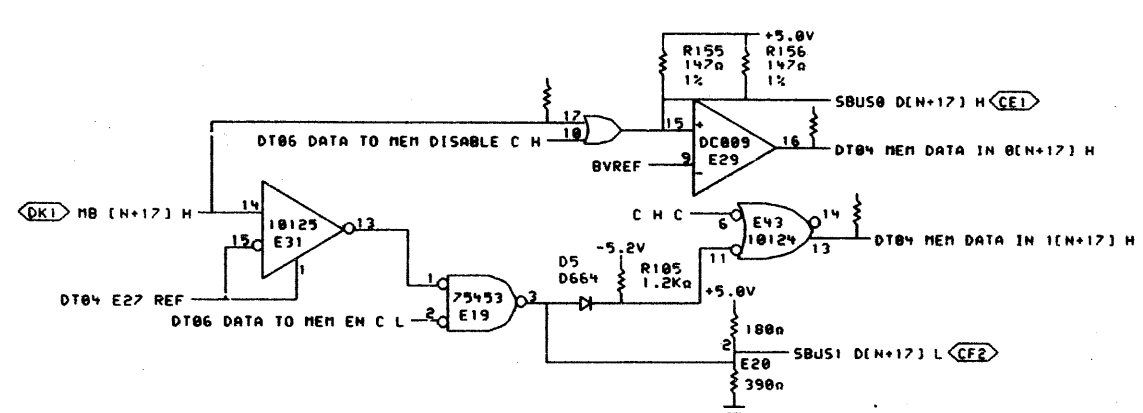 +5.0V
R155 R156
147Ω 147Ω
1% 1%
SBUS0 D[N+17] H CE1
17
10
DT06 DATA TO MEM DISABLE C H
15 +
DC009
E29
16
DT04 MEM DATA IN 0[N+17] H
BVREF 9 -
DK1 MB [N+17] H
14
10125
E31
13
15
1
DT04 E27 REF
C H C
6
E43
10124
14
13
11
DT04 MEM DATA IN 1[N+17] H
-5.2V
D5
D664
R105
1.2KΩ
1
75453
E19
3
2
DT06 DATA TO MEM EN C L
+5.0V
180Ω
2
SBUS1 D[N+17] L CF2
E20
390Ω